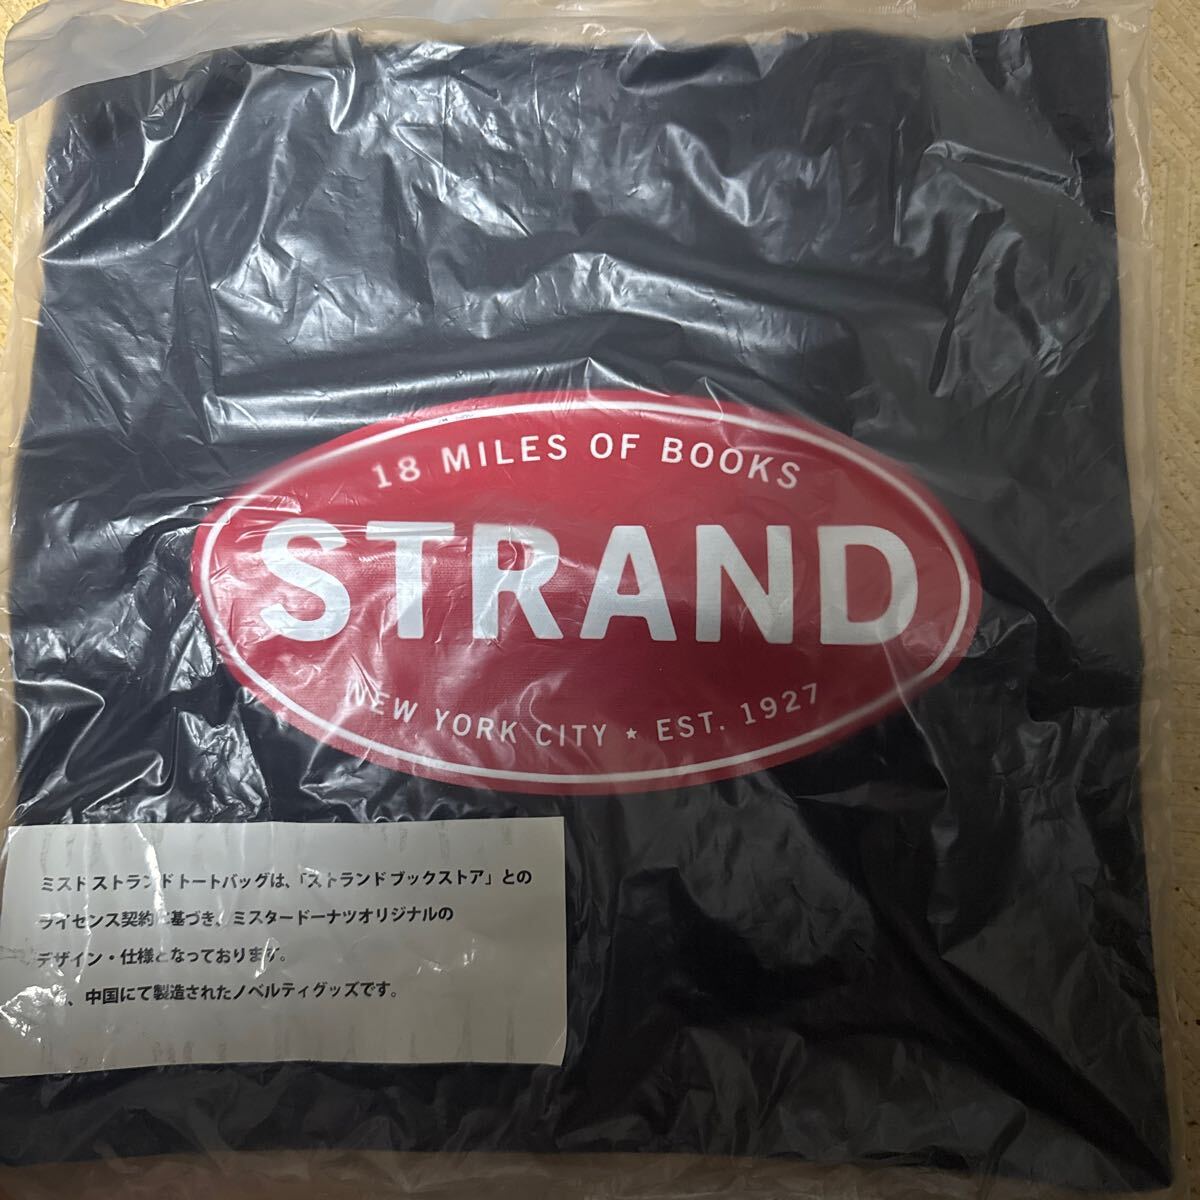 18 MILES OF BOOKS
STRAND
NEW YORK CITY ★ EST. 1927
ミスド ストランド トートバッグは、「ストランド ブックストア」との
ライセンス契約に基づき、ミスタードーナツオリジナルの
デザイン・仕様となっております。
、中国にて製造されたノベルティグッズです。